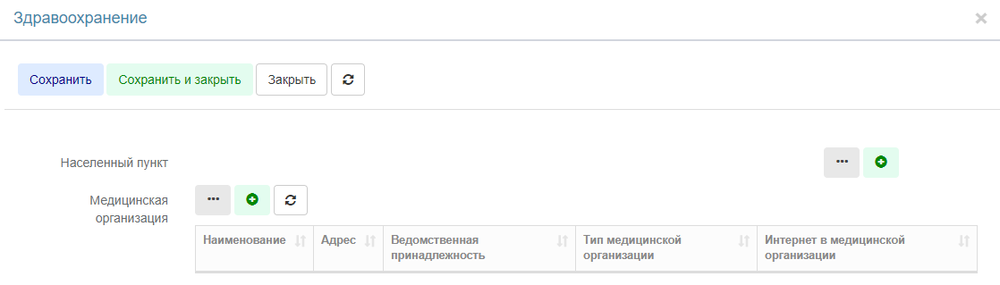 Здравоохранение
Сохранить Сохранить и закрыть Закрыть
Населенный пункт
Медицинская
организация
Наименование Адрес Ведомственная принадлежность Тип медицинской организации Интернет в медицинской организации